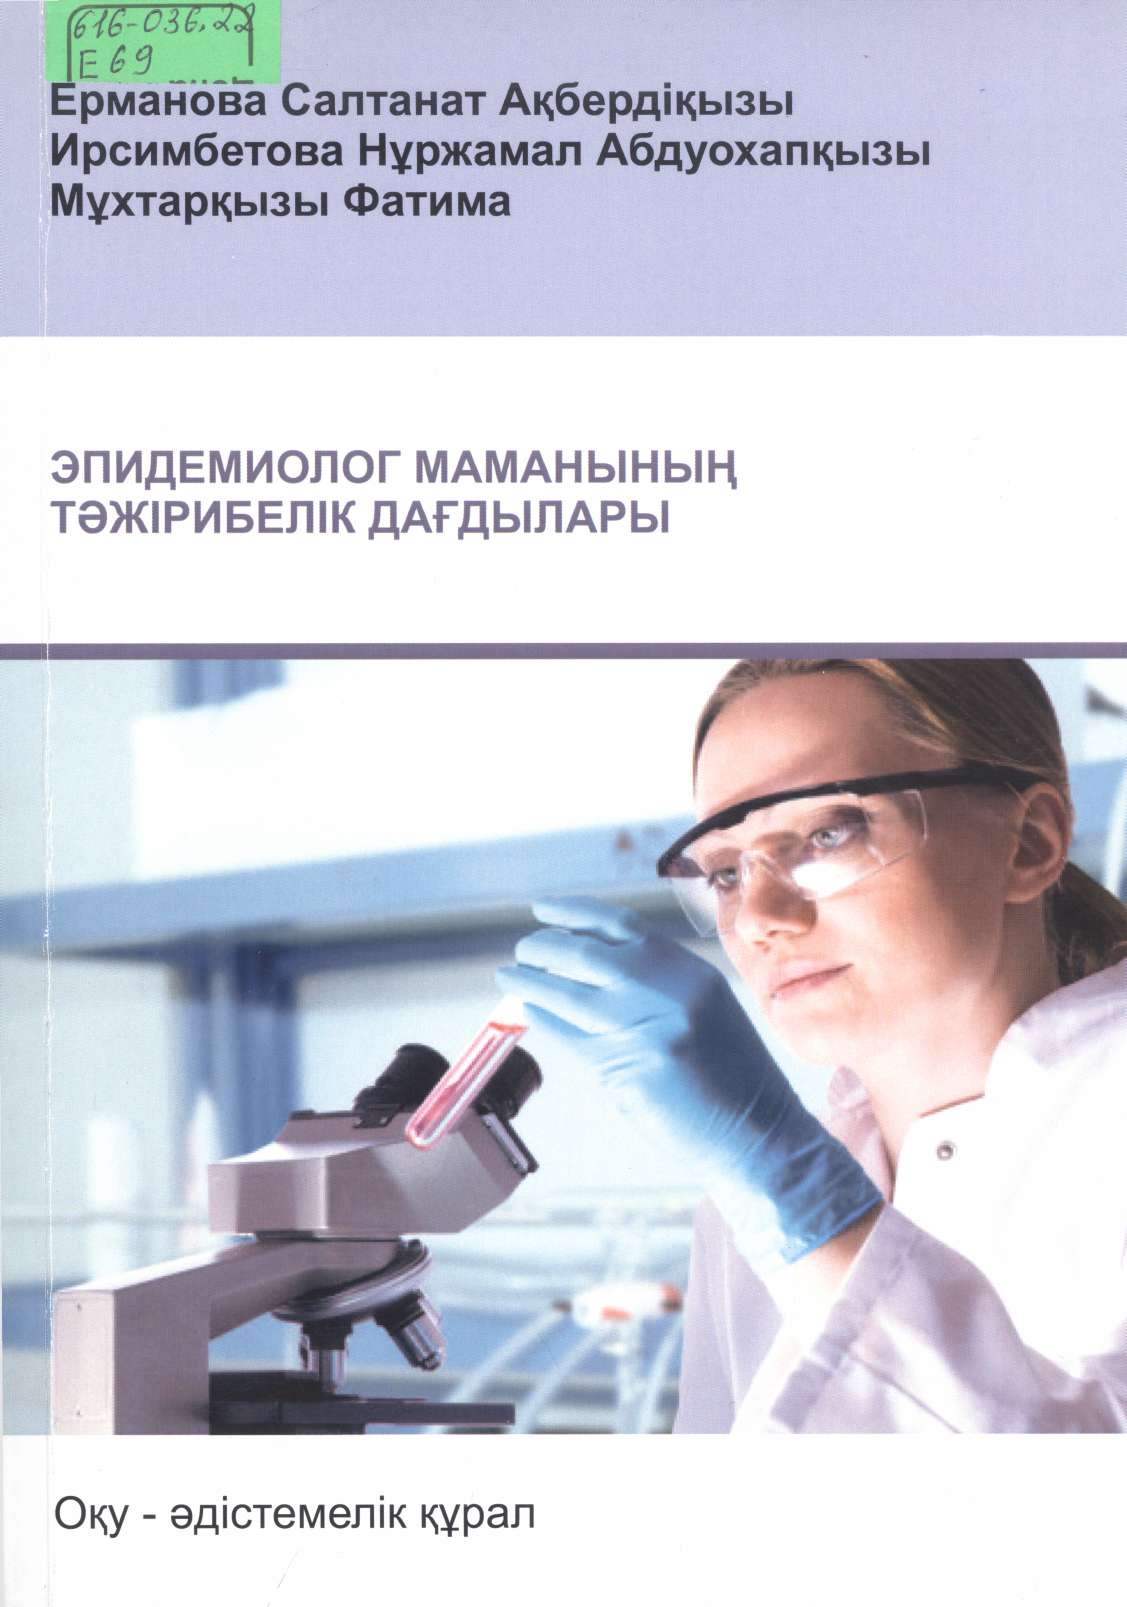 616-036.22
Е 69
Ерманова Салтанат Ақбердіқызы
Ирсимбетова Нұржамал Абдуохапқызы
Мұхтарқызы Фатима
ЭПИДЕМИОЛОГ МАМАНЫНЫҢ
ТӘЖІРИБЕЛІК ДАҒДЫЛАРЫ
Оқу - әдістемелік құрал